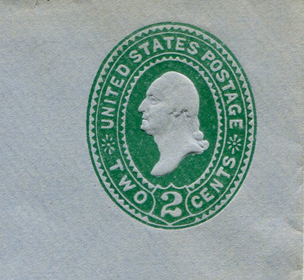 UNITED STATES POSTAGE
TWO 2 CENTS